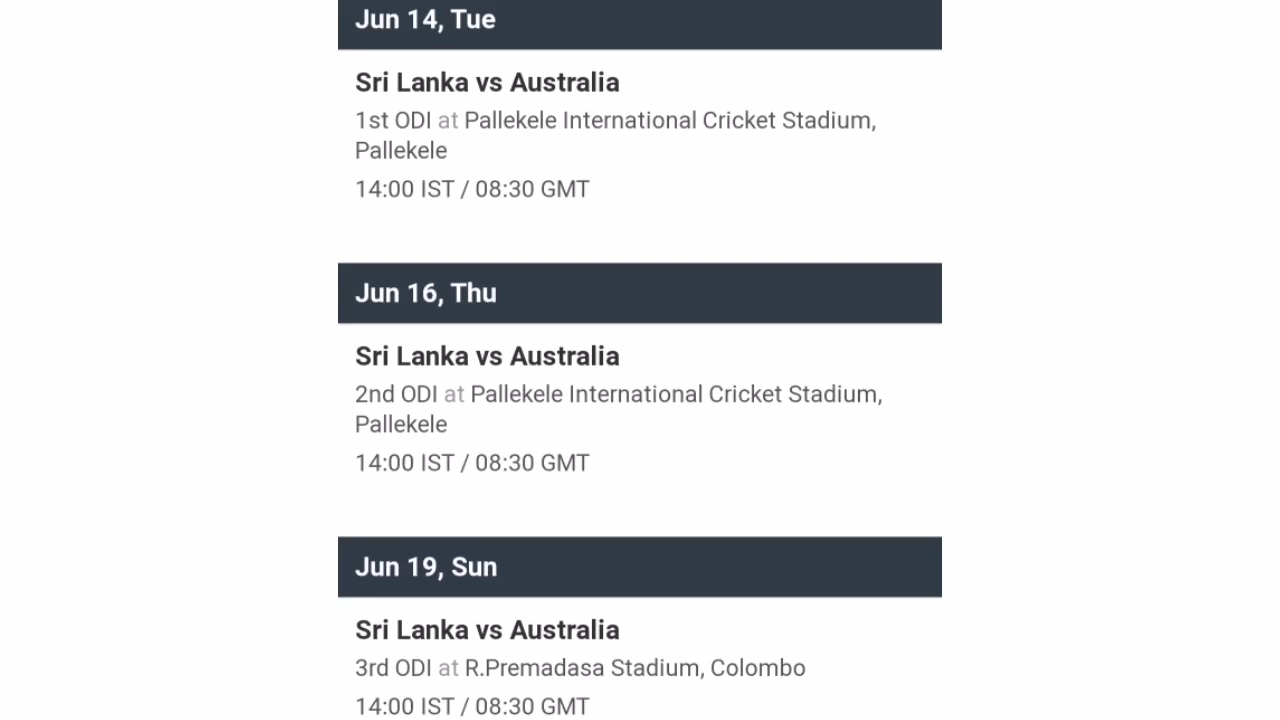 Jun 14, Tue
Sri Lanka vs Australia
1st ODI at Pallekele International Cricket Stadium,
Pallekele
14:00 IST / 08:30 GMT
Jun 16, Thu
Sri Lanka vs Australia
2nd ODI at Pallekele International Cricket Stadium,
Pallekele
14:00 IST / 08:30 GMT
Jun 19, Sun
Sri Lanka vs Australia
3rd ODI at R.Premadasa Stadium, Colombo
14:00 IST / 08:30 GMT